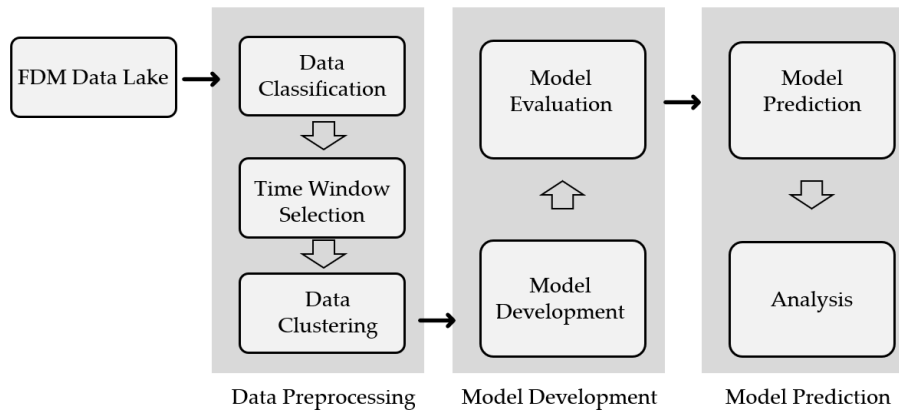 FDM Data Lake
Data
Classification
Time Window
Selection
Data
Clustering
Data Preprocessing
Model
Evaluation
Model
Development
Model Development
Model
Prediction
Analysis
Model Prediction